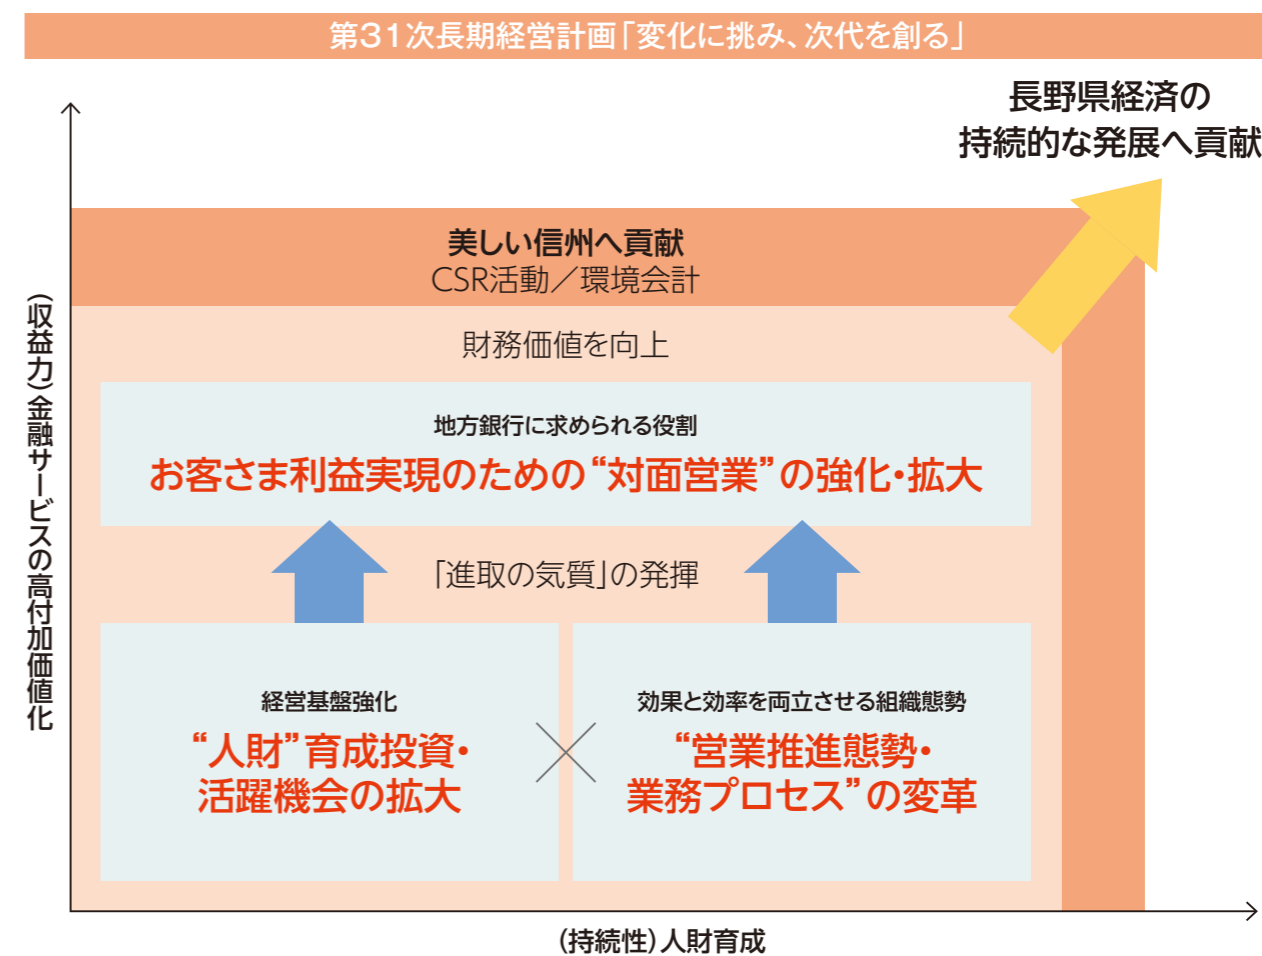 第31次長期経営計画「変化に挑み、次代を創る」
長野県経済の
持続的な発展へ貢献
美しい信州へ貢献
CSR活動／環境会計
財務価値を向上
地方銀行に求められる役割
お客さま利益実現のための“対面営業”の強化・拡大
「進取の気質」の発揮
経営基盤強化
“人財”育成投資・
活躍機会の拡大
効果と効率を両立させる組織態勢
“営業推進態勢・
業務プロセス”の変革
（収益力）金融サービスの高付加価値化
（持続性）人財育成